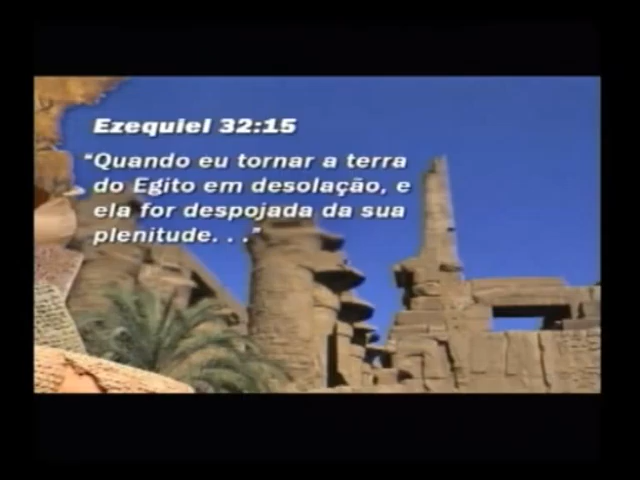 Ezequiel 32:15
"Quando eu tornar a terra
do Egito em desolação, e
ela for despojada da sua
plenitude. . ."